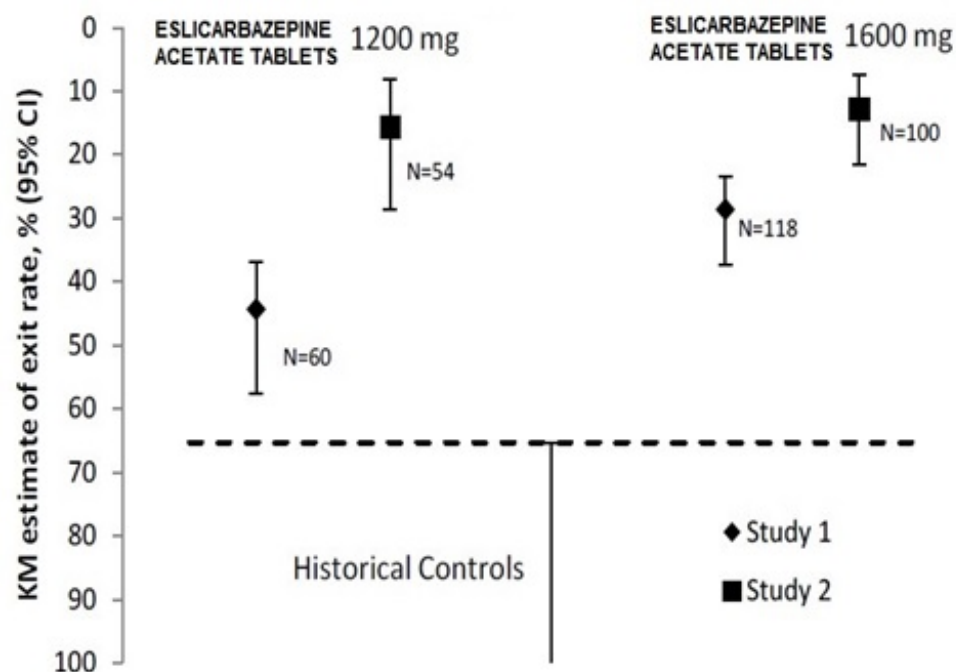 ESLICARBAZEPINE
ACETATE TABLETS 1200 mg
ESLICARBAZEPINE
ACETATE TABLETS 1600 mg
KM estimate of exit rate, % (95% CI)
0
10
20
30
40
50
60
70
80
90
100
N=54
N=100
N=118
N=60
Historical Controls
Study 1
Study 2